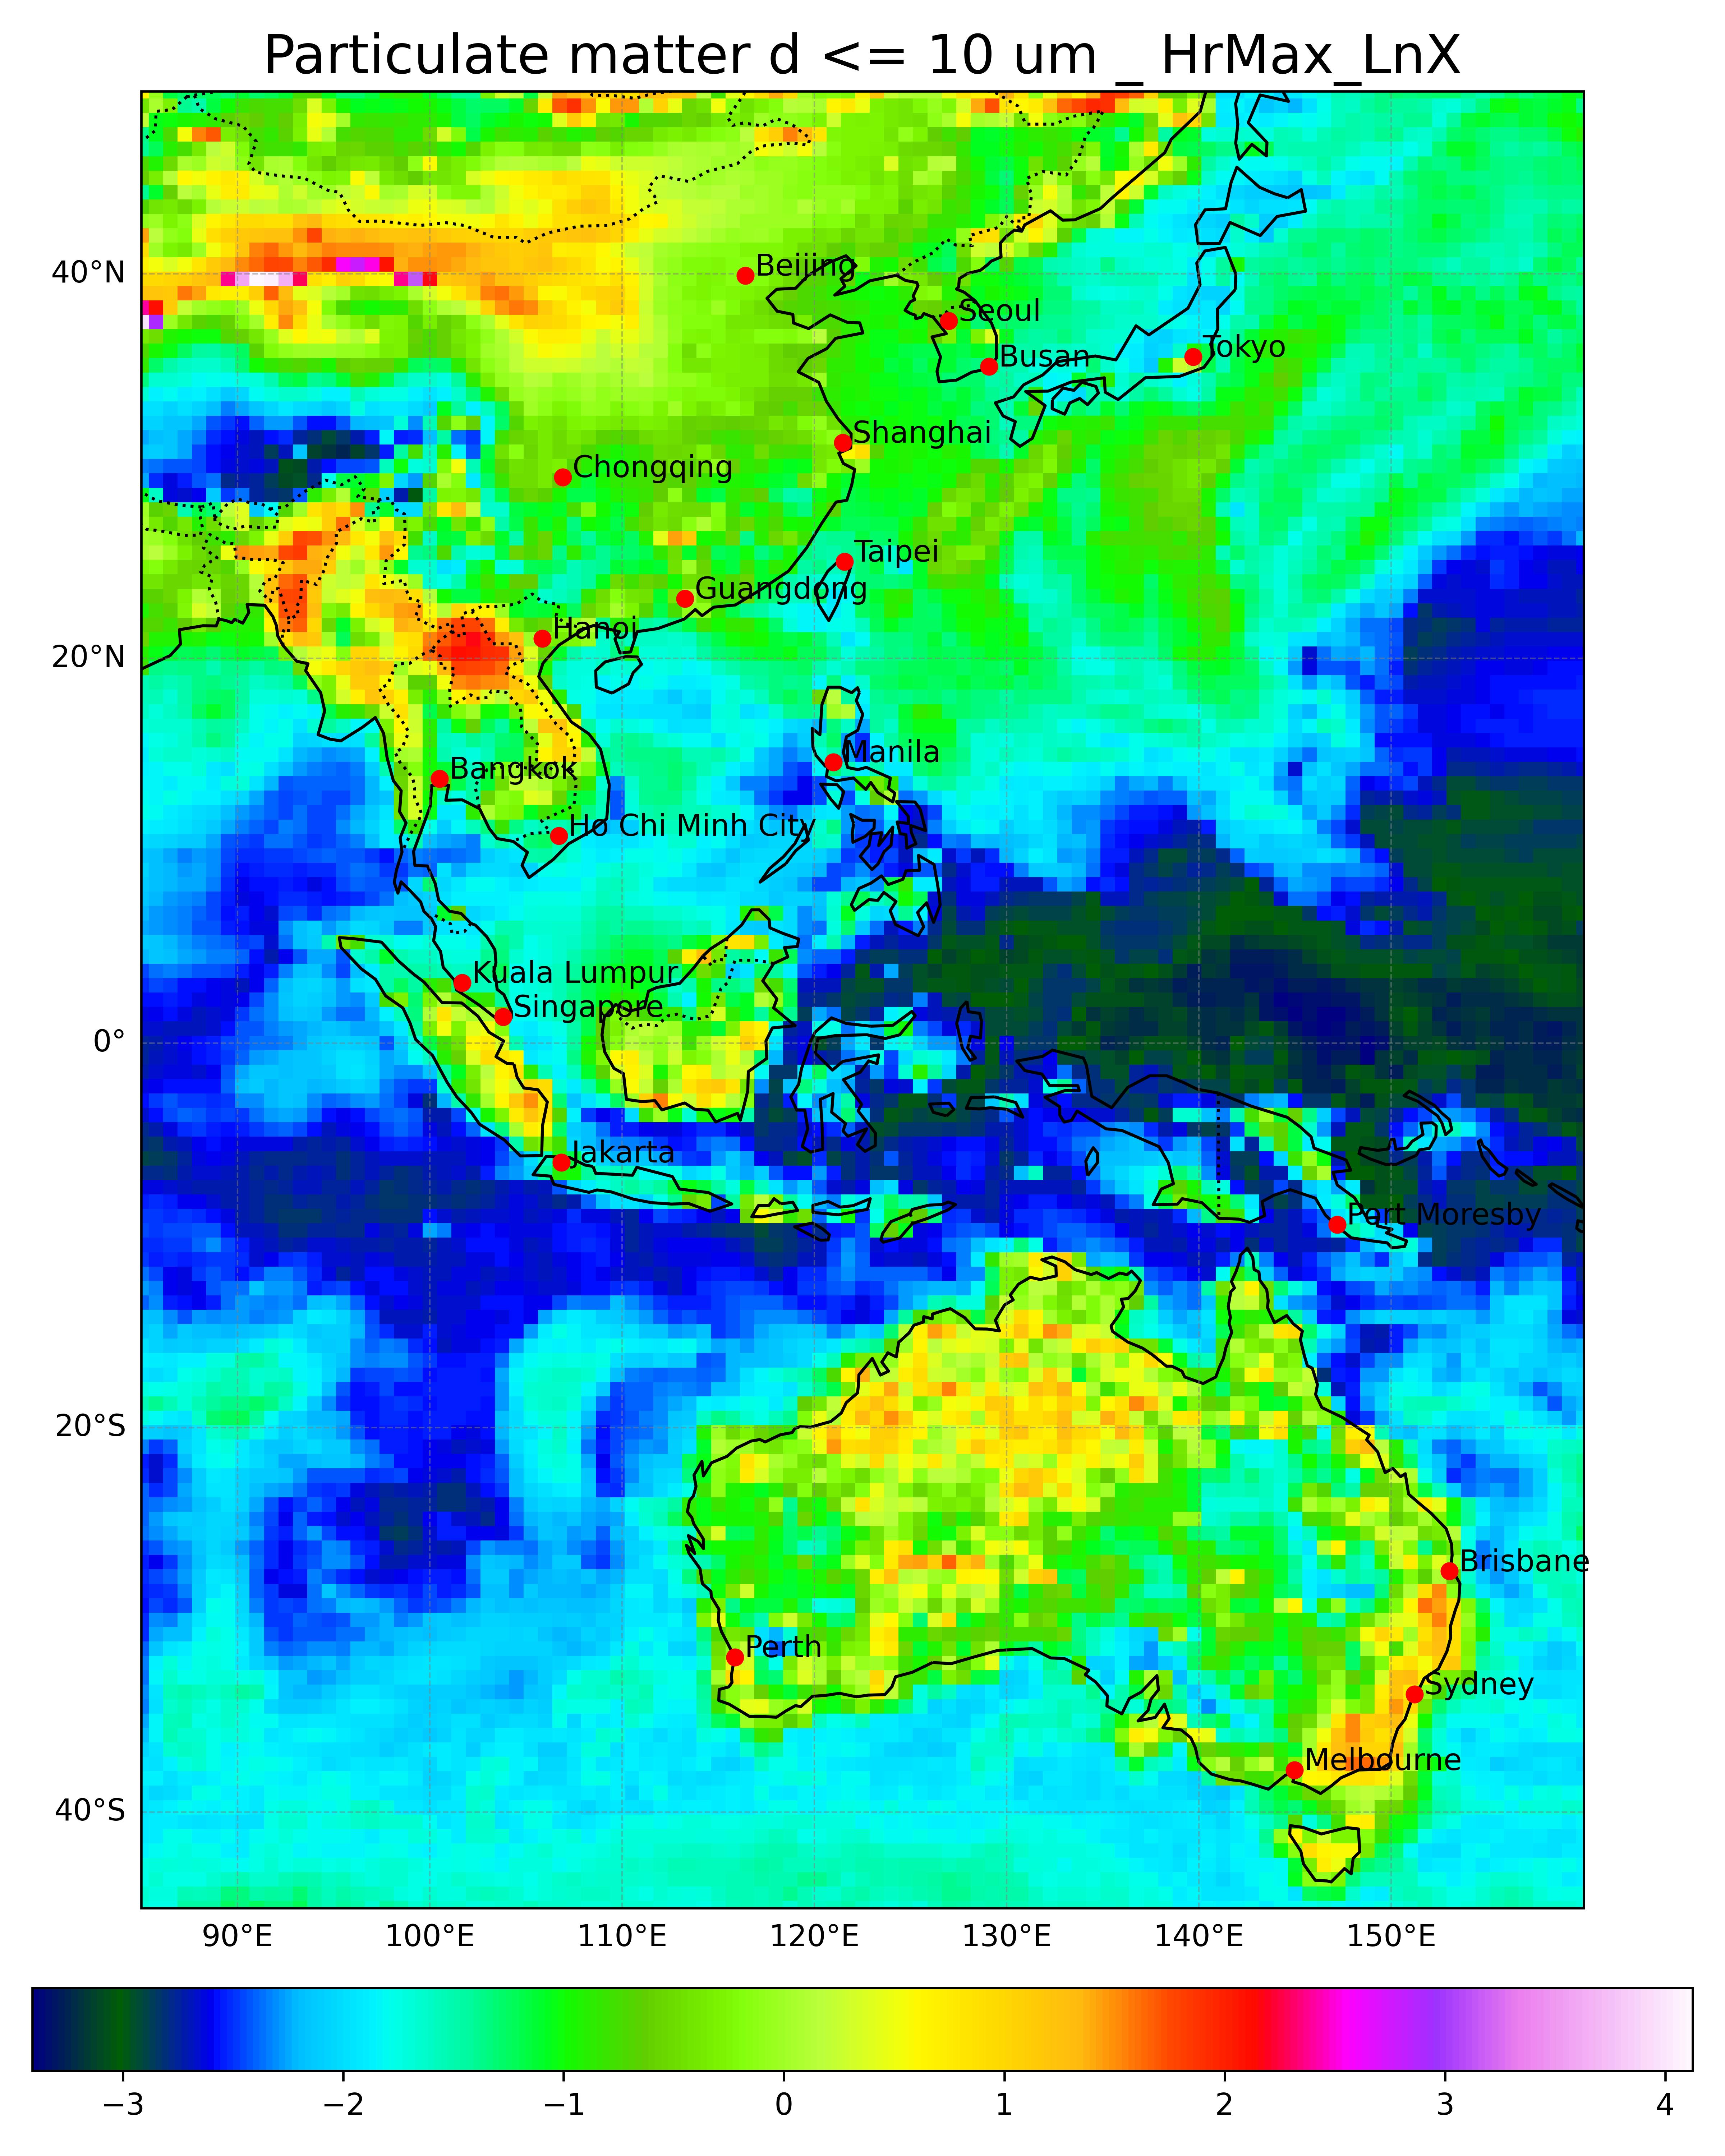 Particulate matter d <= 10 um _ HrMax_LnX
40°N
20°N
0°
20°S
40°S
Beijing
Seoul
Busan
Tokyo
Shanghai
Chongqing
Taipei
Guangdong
Hanoi
Manila
Bangkok
Ho Chi Minh City
Kuala Lumpur
Singapore
Jakarta
Port Moresby
Brisbane
Perth
Sydney
Melbourne
90°E 100°E 110°E 120°E 130°E 140°E 150°E
−3 −2 −1 0 1 2 3 4